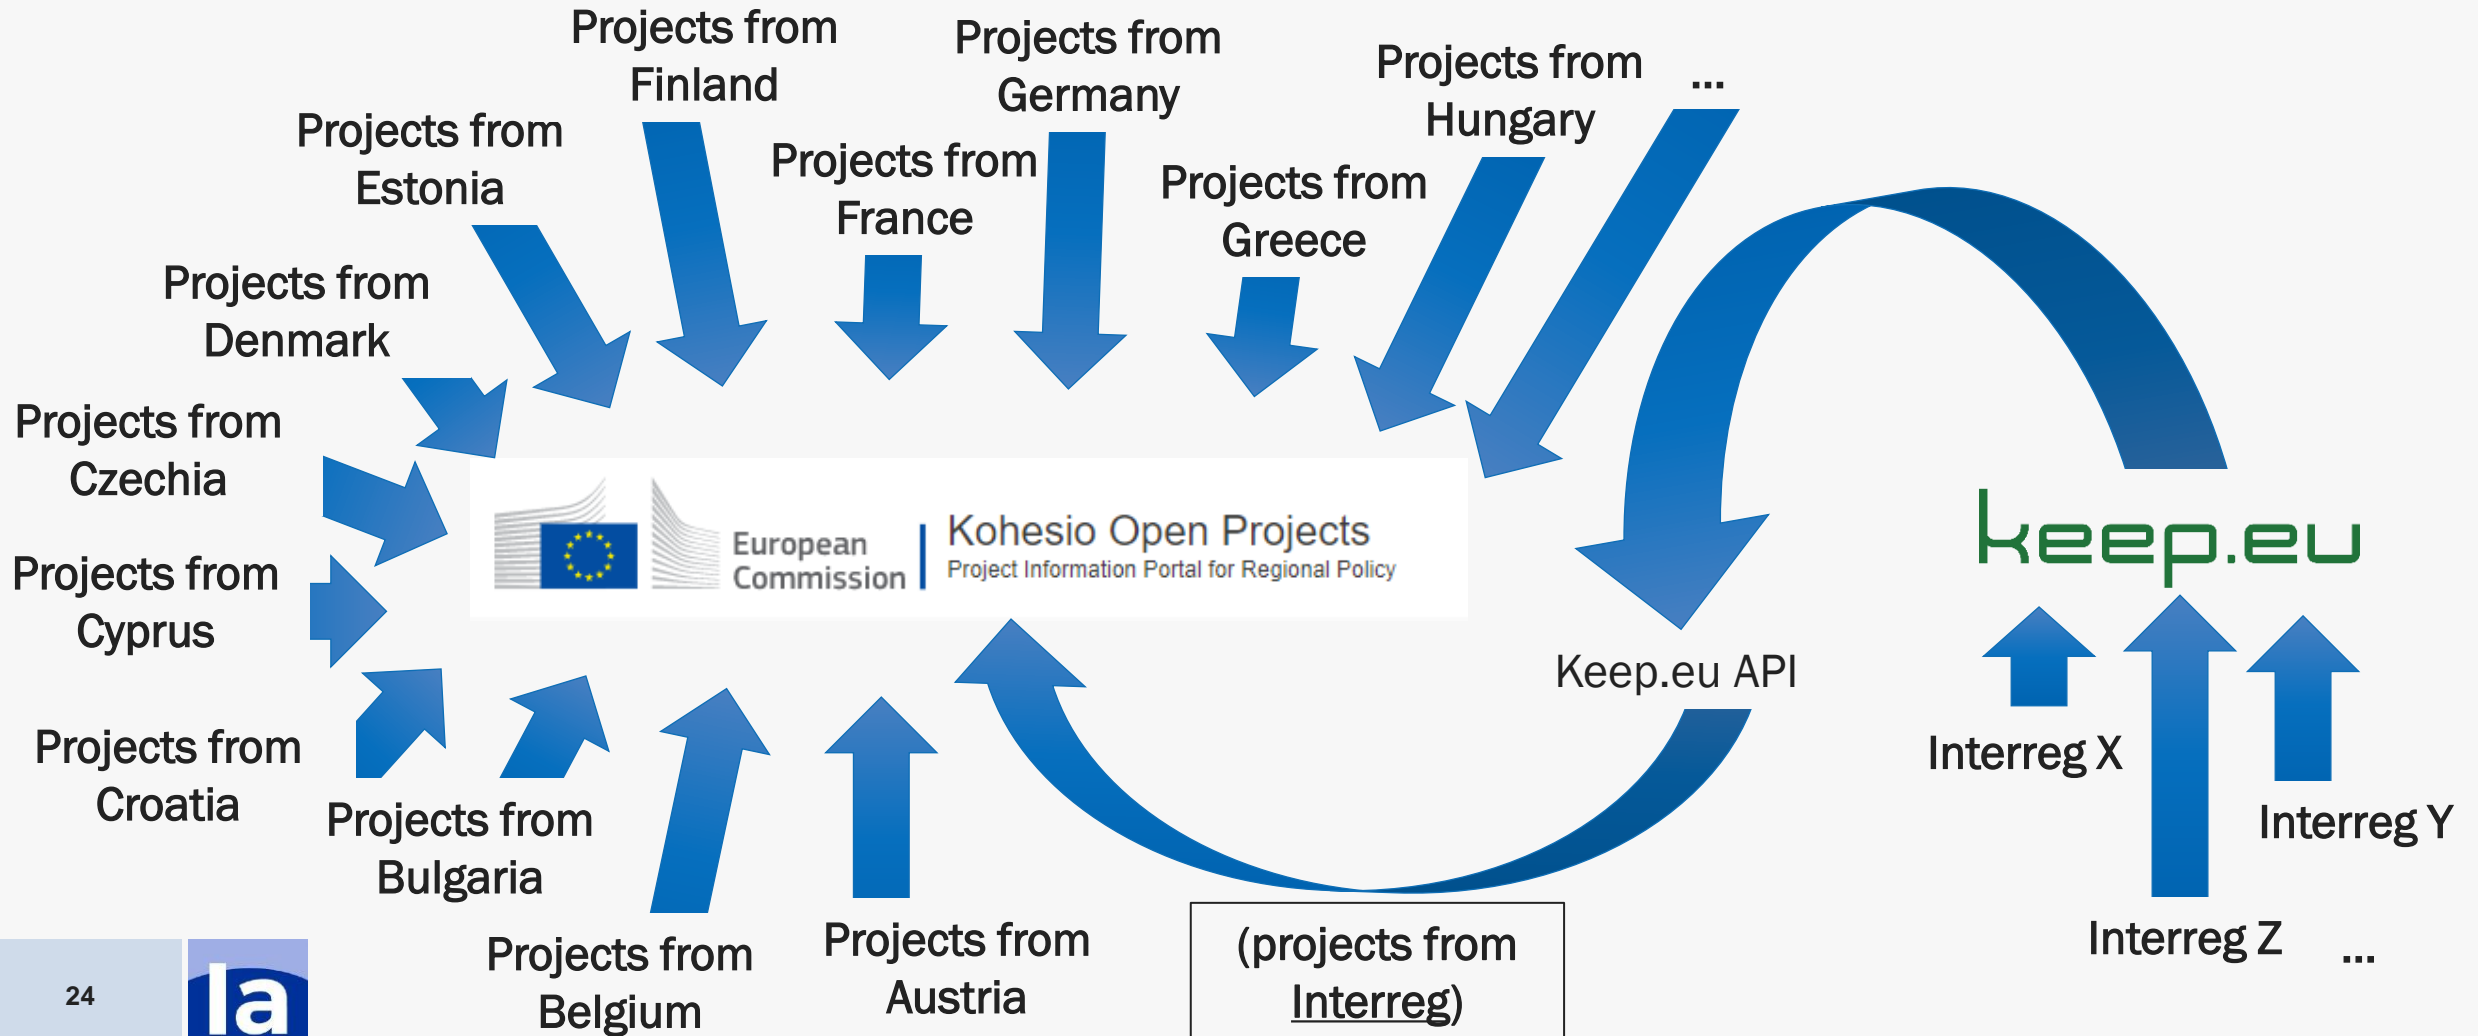 Projects from
Finland
Projects from
Germany
Projects from
Hungary
...
Projects from
Estonia
Projects from
France
Projects from
Greece
Projects from
Denmark
Projects from
Czechia
European
Commission
Kohesio Open Projects
Project Information Portal for Regional Policy
keep.eu
Projects from
Cyprus
Keep.eu API
Projects from
Croatia
Interreg X
Projects from
Bulgaria
Interreg Y
Projects from
Belgium
Projects from
Austria
(projects from
Interreg)
Interreg Z
...
24
Ia